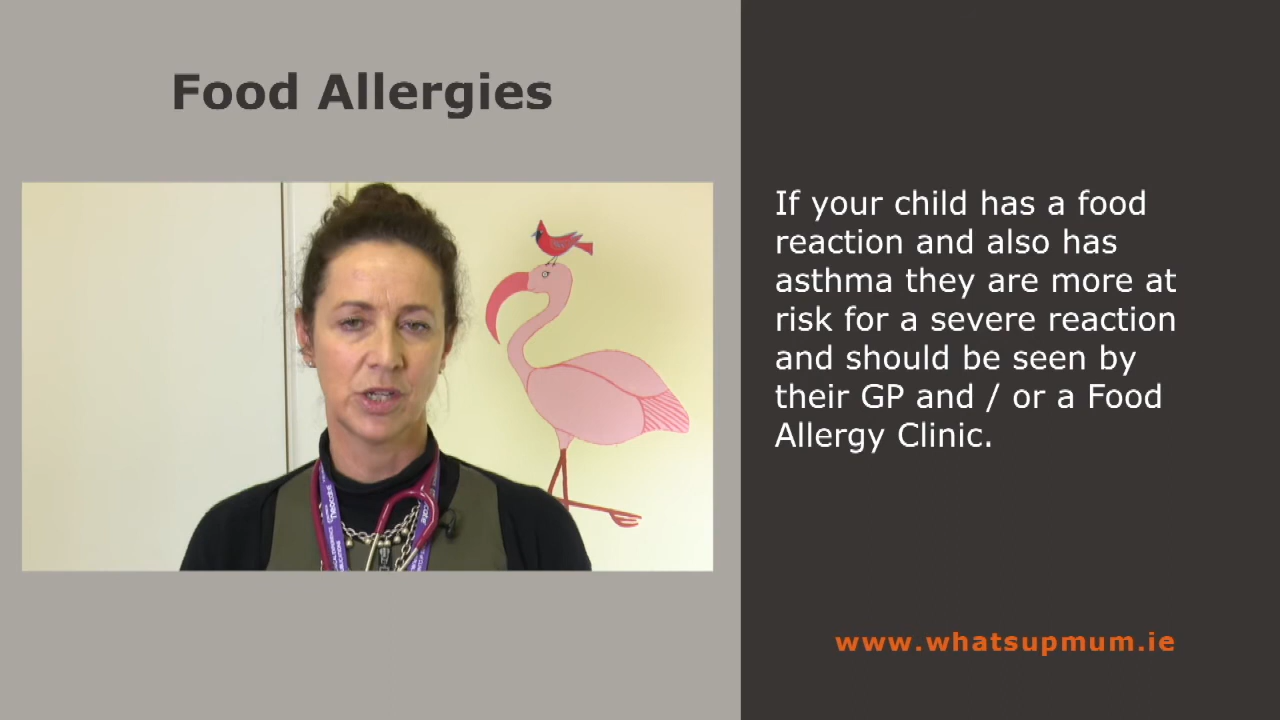 Food Allergies
If your child has a food
reaction and also has
asthma they are more at
risk for a severe reaction
and should be seen by
their GP and / or a Food
Allergy Clinic.
www.whatsupmum.ie
Neocate